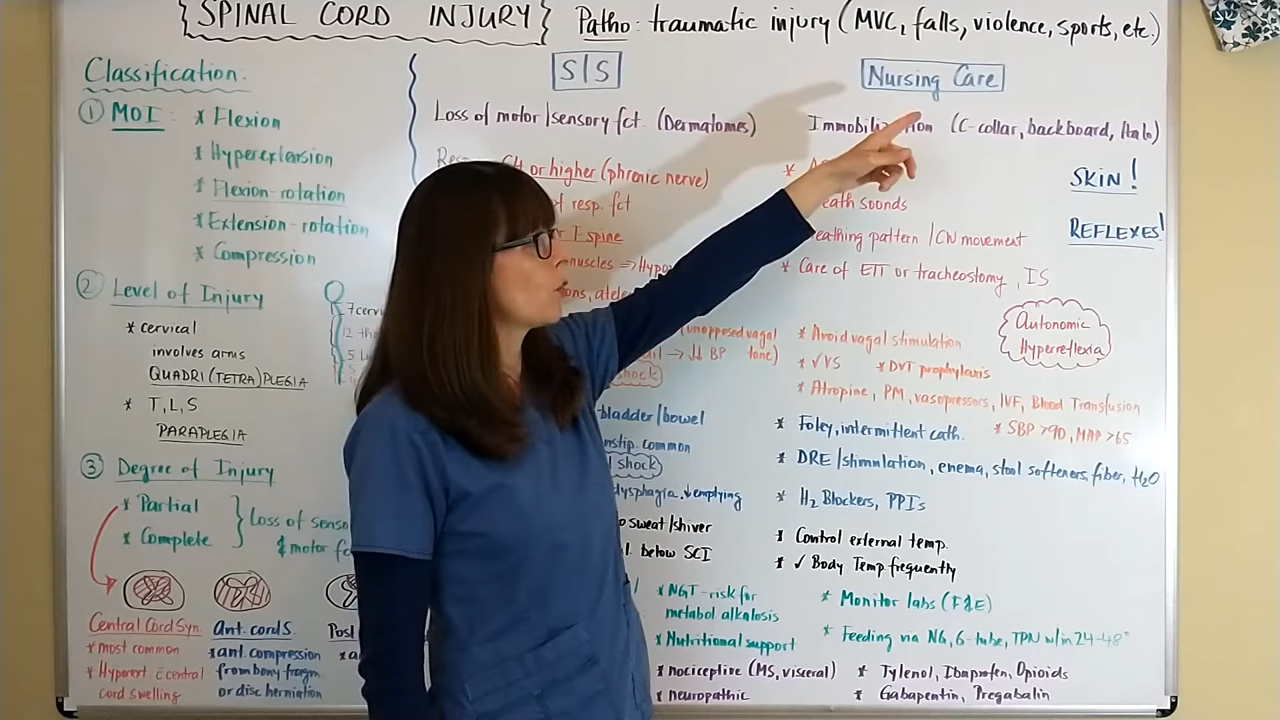 SPINAL CORD INJURY
Patho: traumatic injury (MVC, falls, violence, sports, etc.)
Classification:
① MOI: * Flexion
* Hyperextension
* Flexion-rotation
* Extension-rotation
* Compression
② Level of Injury
* cervical
involves arms
QUADRI(TETRA)PLEGIA
* T, L, S
PARAPLEGIA
7 cerv
12 th
5
③ Degree of Injury
* Partial
* Complete
Loss of senso
& motor f
Central Cord Syn.
* most common
* Hyperext c̄ central
cord swelling
Ant. cord S.
* ant. compression
from bony fragm.
or disc herniation
Post
S/S
Loss of motor/sensory fct. (Dermatomes)
C4 or higher (phrenic nerve)
resp. fct
T spine
muscles ⇒ Hypo
(unopposed vagal
→ ↓↓ BP tone)
shock
bladder/bowel
constip. common
shock
dysphagia, ↓ emptying
sweat/shiver
below SCI
* NGT-risk for
metabol alkalosis
* Nutritional support
* nociceptive (MS, visceral)
* neuropathic
Nursing Care
(C-collar, backboard, Halo)
SKIN!
REFLEXES!
sounds
pattern / CW movement
* Care of ETT or tracheostomy, IS
Autonomic
Hyperreflexia
* Avoid vagal stimulation
* √VS * DVT prophylaxis
* Atropine, PM, vasopressors, IVF, Blood Transfusion
* Foley, intermittent cath. * SBP >90, MAP >65
* DRE/stimulation, enema, stool softeners, fiber, H₂O
* H₂ Blockers, PPIs
* Control external temp.
* √ Body Temp frequently
* Monitor labs (F&E)
* Feeding via NG, G-tube, TPN w/in 24-48°
* Tylenol, Ibuprofen, Opioids
* Gabapentin, Pregabalin